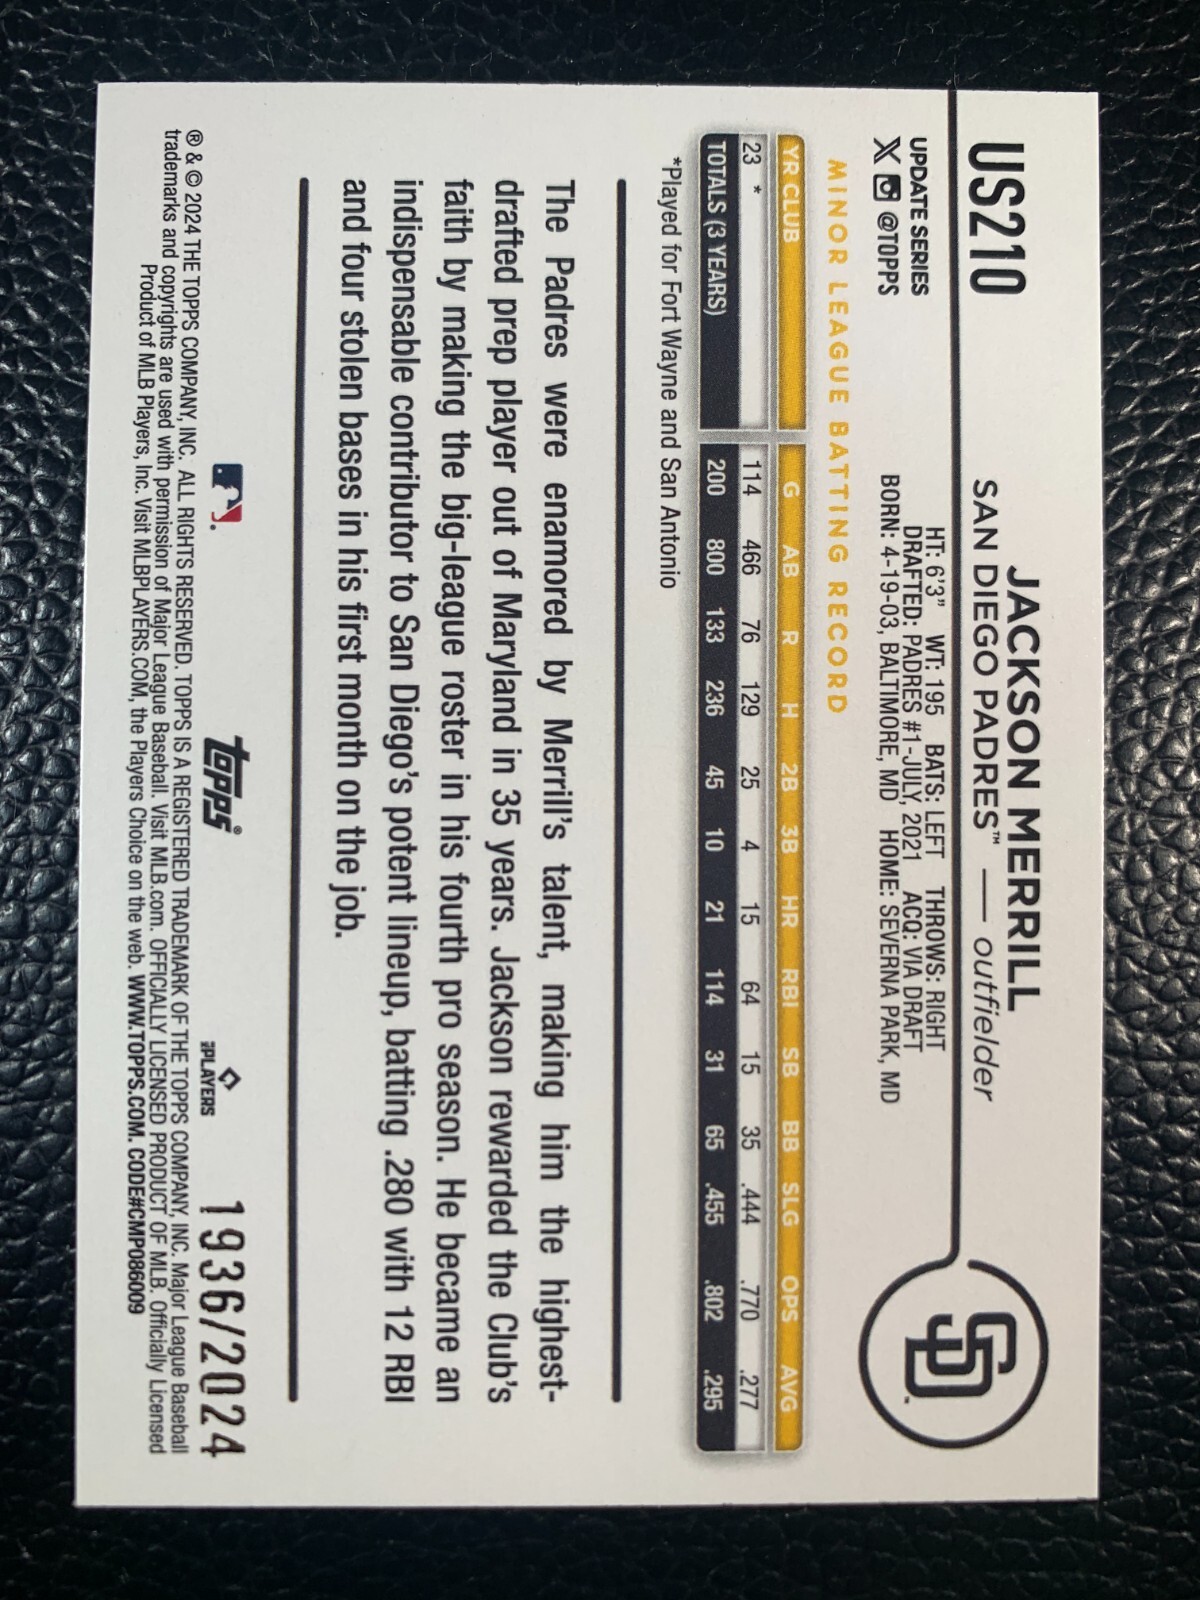 US210
JACKSON MERRILL
SAN DIEGO PADRES™ — outfielder
SD
UPDATE SERIES
X @TOPPS
HT: 6'3" WT: 195 BATS: LEFT THROWS: RIGHT
DRAFTED: PADRES #1-JULY, 2021 ACQ: VIA DRAFT
BORN: 4-19-03, BALTIMORE, MD HOME: SEVERNA PARK, MD
MINOR LEAGUE BATTING RECORD
YR CLUB G AB R H 2B 3B HR RBI SB BB SLG OPS AVG
23 * 114 466 76 129 25 4 15 64 15 35 .444 .770 .277
TOTALS (3 YEARS) 200 800 133 236 45 10 21 114 31 65 .455 .802 .295
*Played for Fort Wayne and San Antonio
The Padres were enamored by Merrill's talent, making him the highest-
drafted prep player out of Maryland in 35 years. Jackson rewarded the Club's
faith by making the big-league roster in his fourth pro season. He became an
indispensable contributor to San Diego's potent lineup, batting .280 with 12 RBI
and four stolen bases in his first month on the job.
topps®
PLAYERS
1936/2024
® & © 2024 THE TOPPS COMPANY, INC. ALL RIGHTS RESERVED. TOPPS IS A REGISTERED TRADEMARK OF THE TOPPS COMPANY, INC. Major League Baseball
trademarks and copyrights are used with permission of Major League Baseball. Visit MLB.com. OFFICIALLY LICENSED PRODUCT OF MLB. Officially Licensed
Product of MLB Players, Inc. Visit MLBPLAYERS.COM, the Players Choice on the web. WWW.TOPPS.COM. CODE#CMP086009